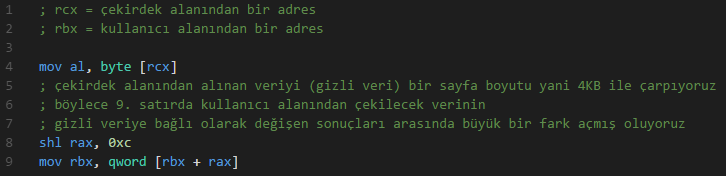 1 ; rcx = çekirdek alanından bir adres
2 ; rbx = kullanıcı alanından bir adres
3
4 mov al, byte [rcx]
5 ; çekirdek alanından alınan veriyi (gizli veri) bir sayfa boyutu yani 4KB ile çarpıyoruz
6 ; böylece 9. satırda kullanıcı alanından çekilecek verinin
7 ; gizli veriye bağlı olarak değişen sonuçları arasında büyük bir fark açmış oluyoruz
8 shl rax, 0xc
9 mov rbx, qword [rbx + rax]